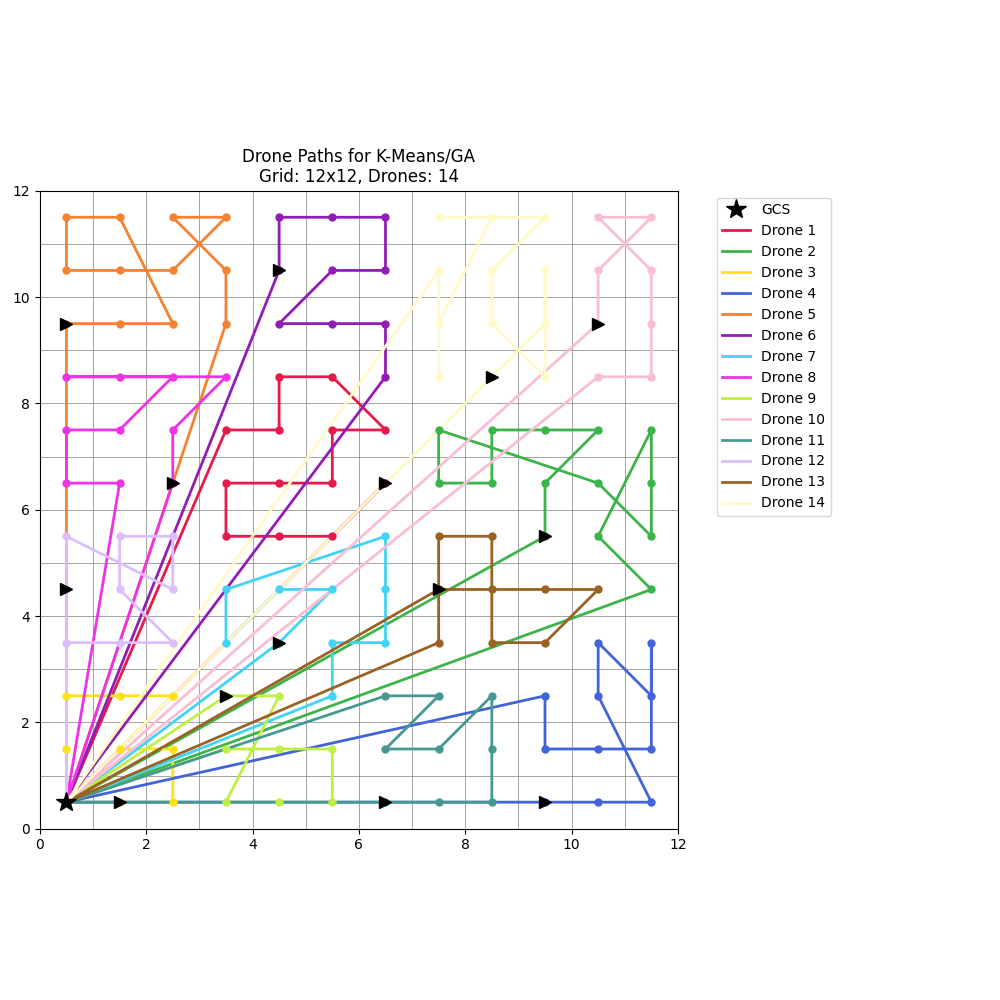 Drone Paths for K-Means/GA
Grid: 12x12, Drones: 14
12
10
8
6
4
2
0
0 2 4 6 8 10 12
GCS
Drone 1
Drone 2
Drone 3
Drone 4
Drone 5
Drone 6
Drone 7
Drone 8
Drone 9
Drone 10
Drone 11
Drone 12
Drone 13
Drone 14